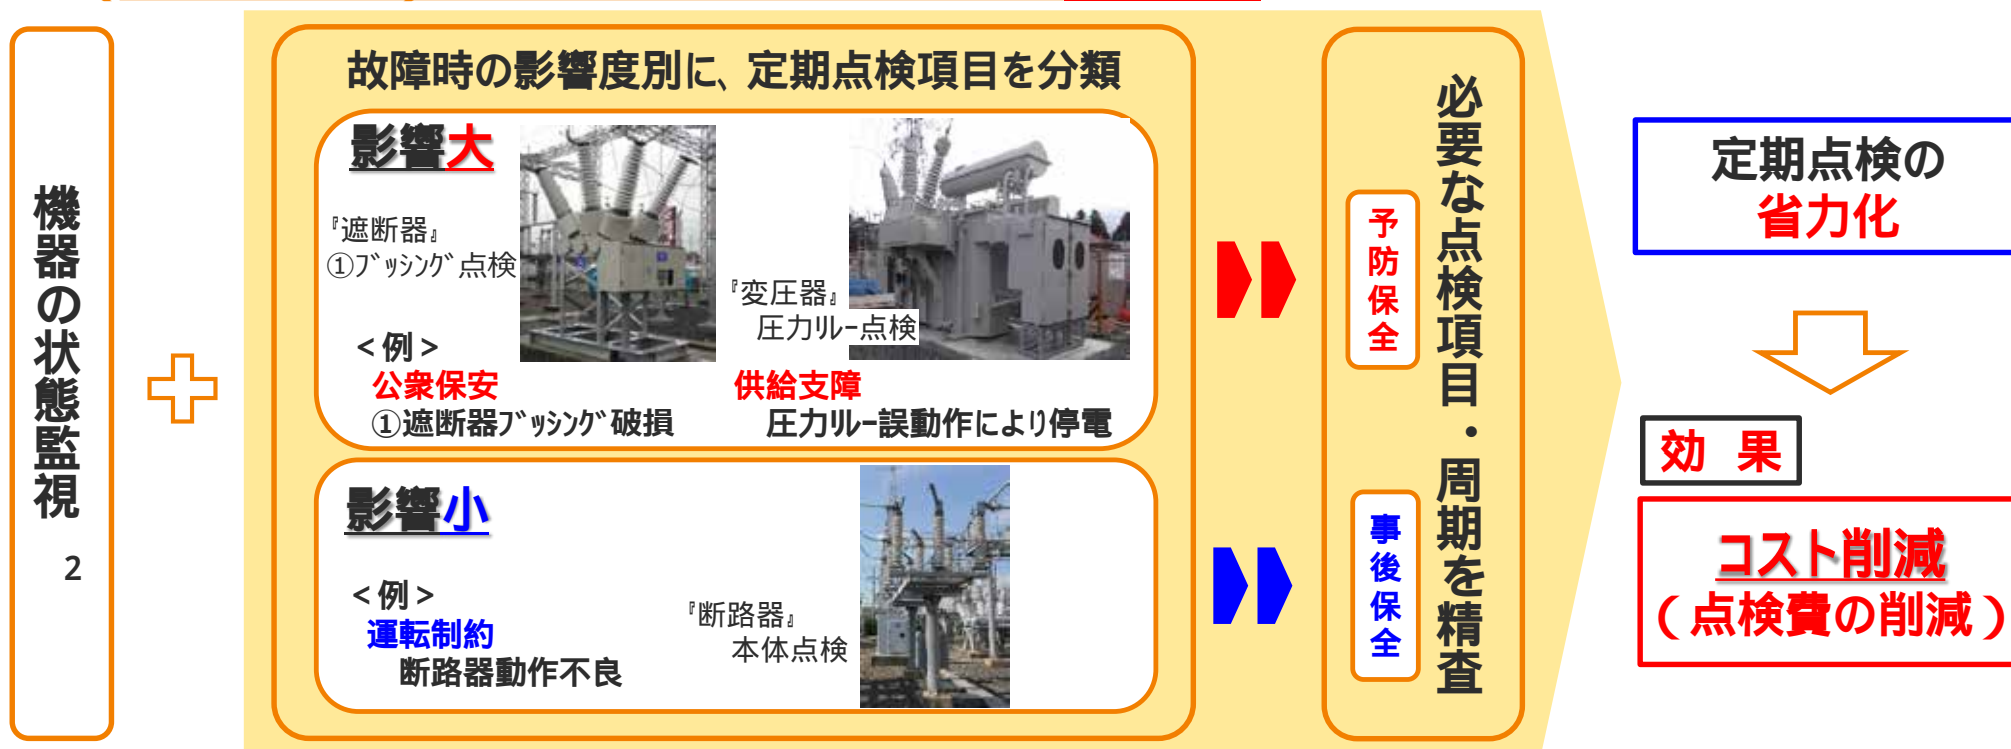 機器の状態監視
2
故障時の影響度別に、定期点検項目を分類
影響大
『遮断器』
①ﾌﾞｯｼﾝｸﾞ点検
『変圧器』
圧力ﾘﾚｰ点検
<例>
公衆保安
①遮断器ﾌﾞｯｼﾝｸﾞ破損
供給支障
圧力ﾘﾚｰ誤動作により停電
影響小
<例>
運転制約
断路器動作不良
『断路器』
本体点検
予防保全
事後保全
必要な点検項目・周期を精査
定期点検の
省力化
効 果
コスト削減
(点検費の削減)